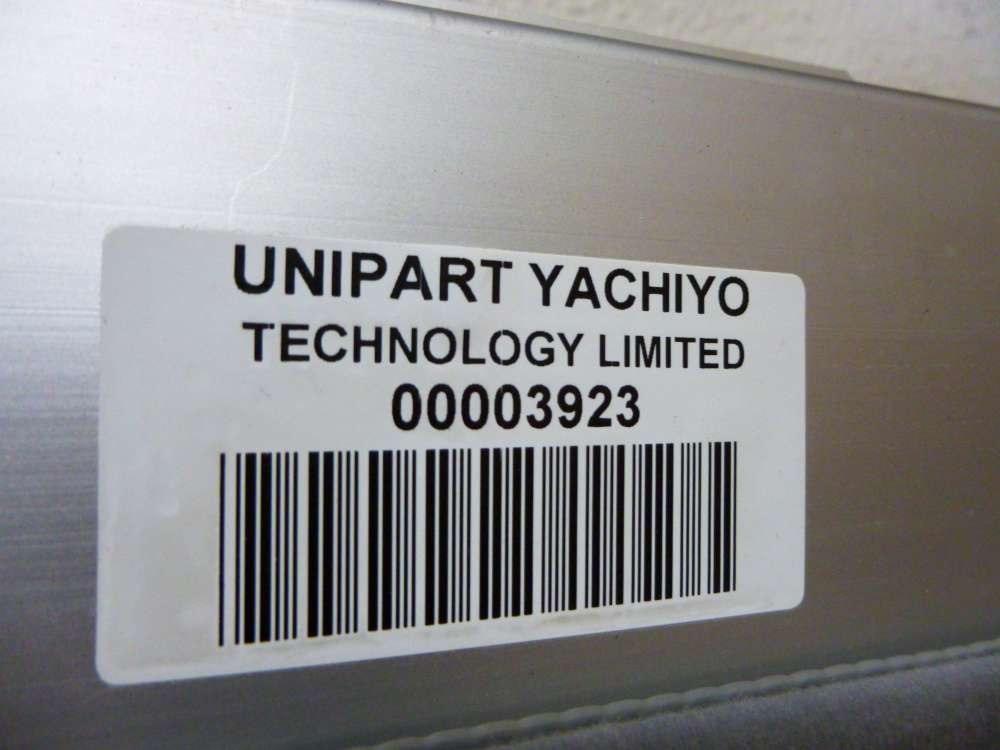 UNIPART YACHIYO
TECHNOLOGY LIMITED
00003923